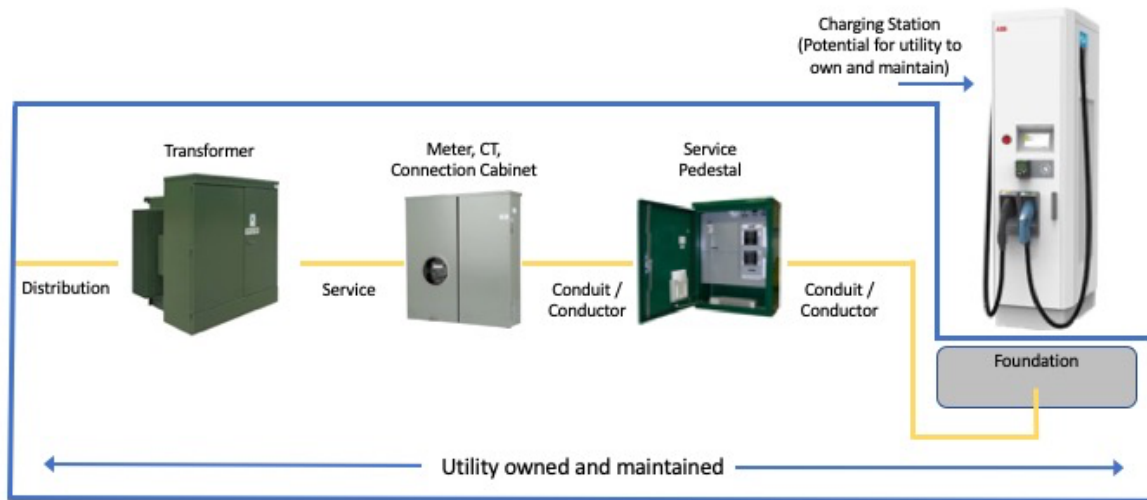 Charging Station
(Potential for utility to
own and maintain)
ABB
Transformer
Meter, CT,
Connection Cabinet
Service
Pedestal
Distribution
Service
Conduit /
Conductor
Conduit /
Conductor
Foundation
Utility owned and maintained